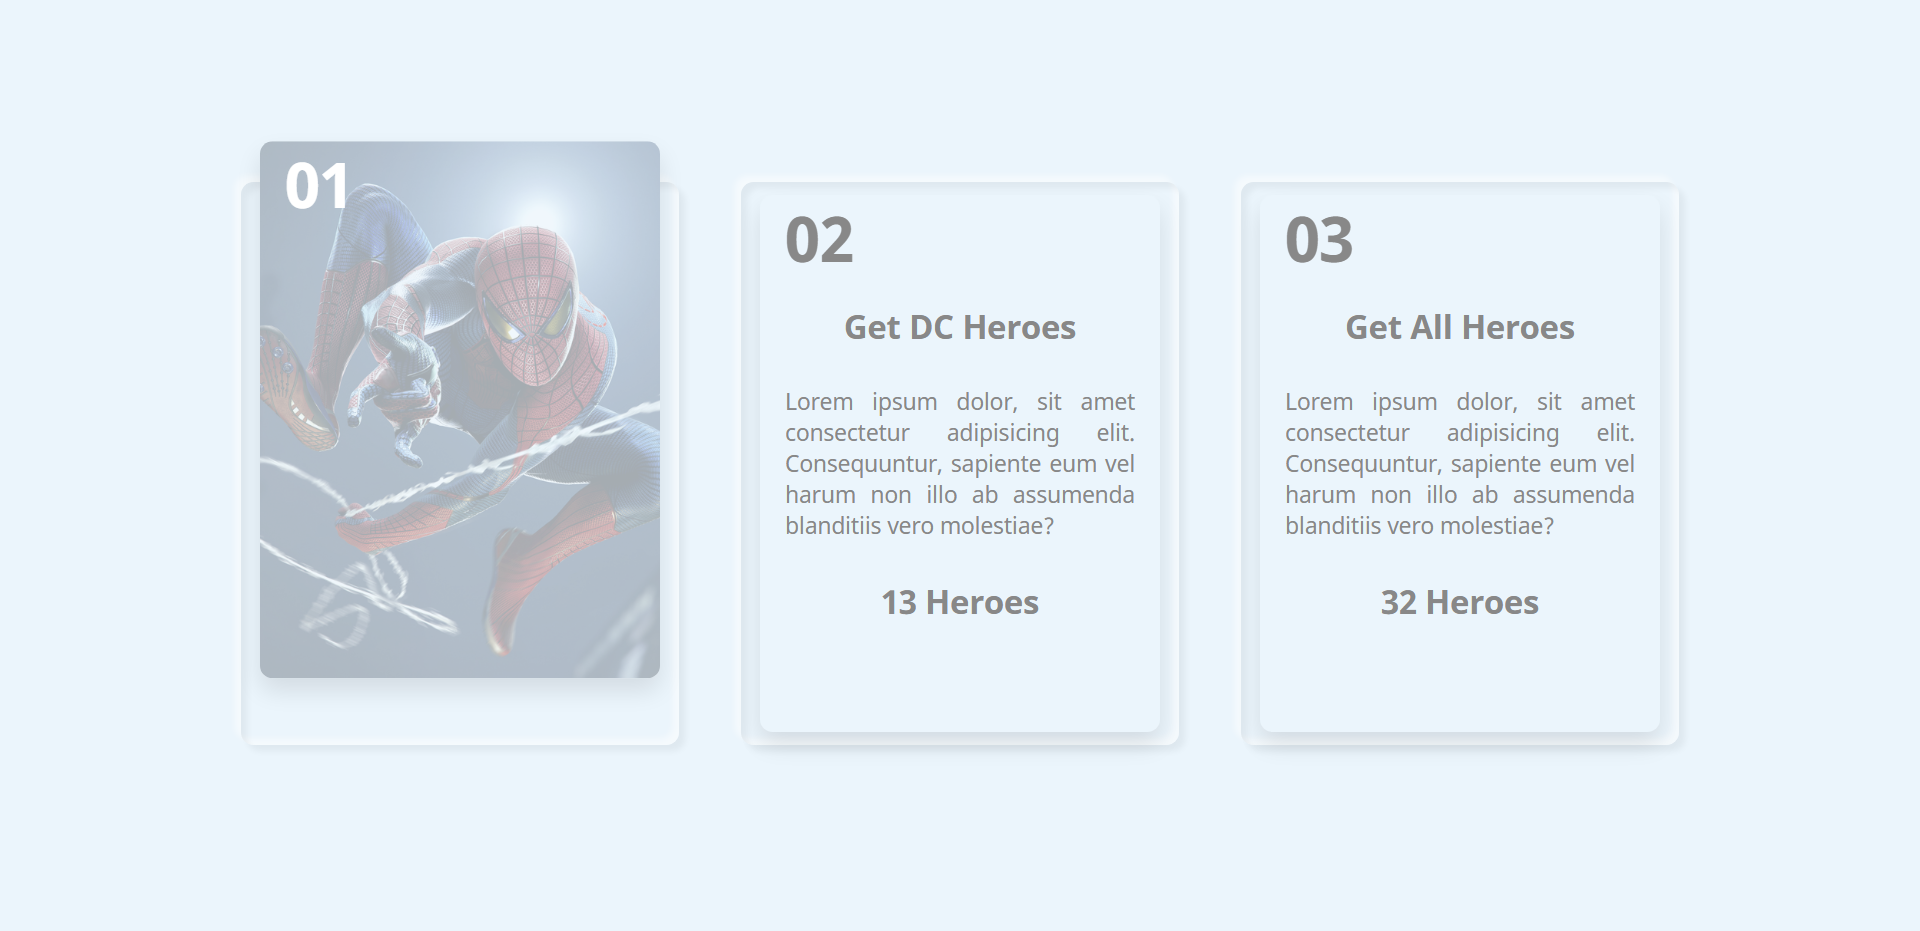 01
02
Get DC Heroes
Lorem ipsum dolor, sit amet
consectetur adipisicing elit.
Consequuntur, sapiente eum vel
harum non illo ab assumenda
blanditiis vero molestiae?
13 Heroes
03
Get All Heroes
Lorem ipsum dolor, sit amet
consectetur adipisicing elit.
Consequuntur, sapiente eum vel
harum non illo ab assumenda
blanditiis vero molestiae?
32 Heroes